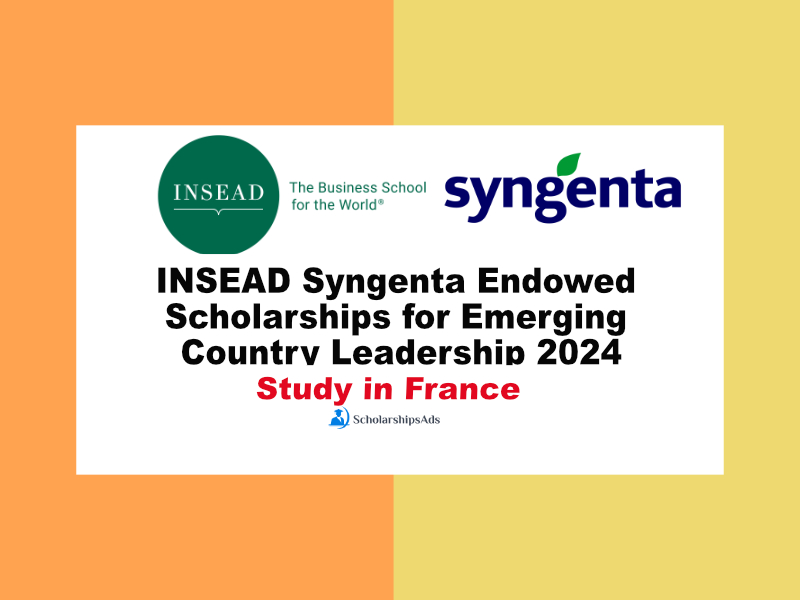 INSEAD
The Business School
for the World®
syngenta
INSEAD Syngenta Endowed
Scholarships for Emerging
Country Leadership 2024
Study in France
ScholarshipsAds